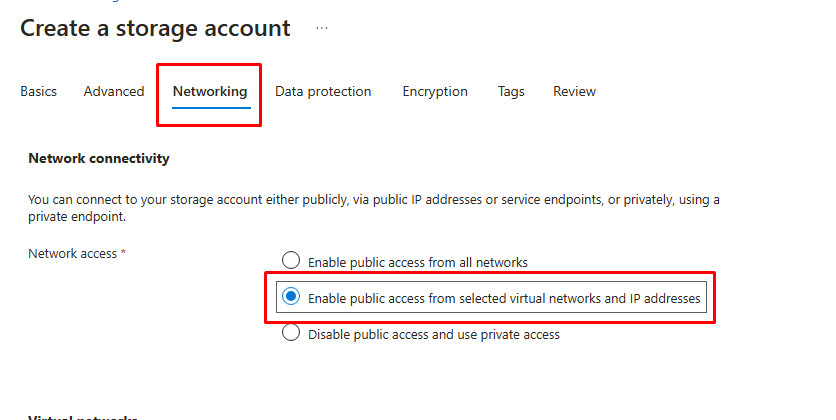 Create a storage account ...
Basics Advanced Networking Data protection Encryption Tags Review
Network connectivity
You can connect to your storage account either publicly, via public IP addresses or service endpoints, or privately, using a
private endpoint.
Network access *
Enable public access from all networks
Enable public access from selected virtual networks and IP addresses
Disable public access and use private access
Virtual networks